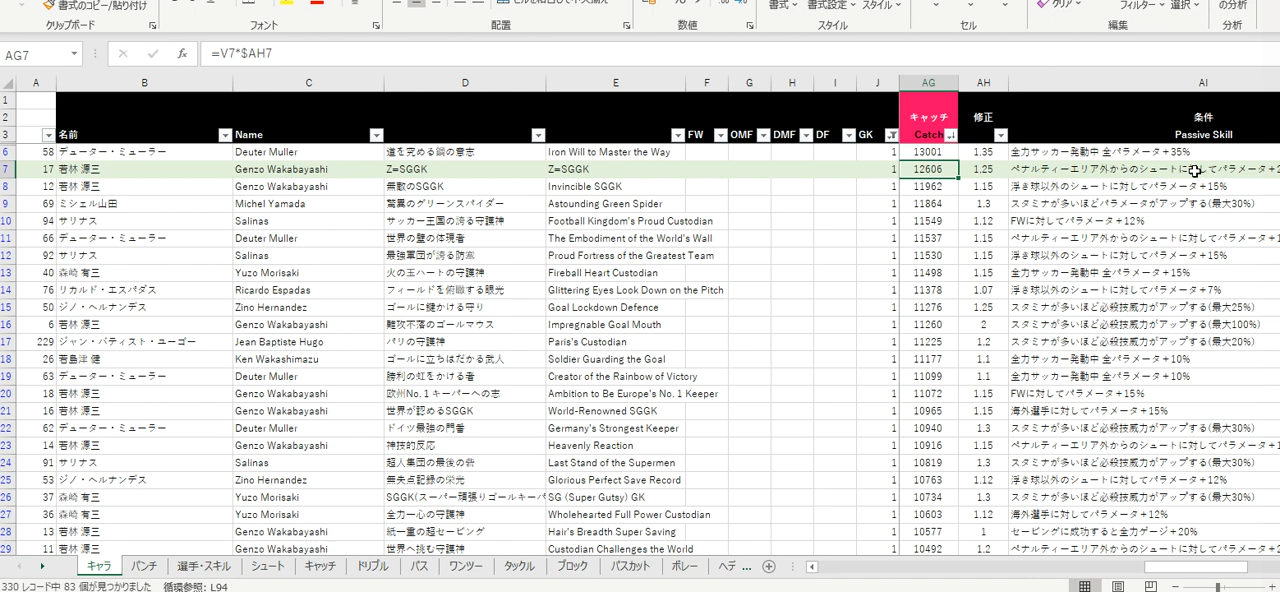 書式のコピー/貼り付け
書式 条件付き書式設定 スタイル
クリア フィルター 選択 の分析
クリップボード フォント 配置 数値 スタイル セル 編集 分析
AG7 fx =V7*$AH7
A B C D E F G H I J AG AH AI
1
2 キャッチ 修正 条件
3 名前 Name FW OMF DMF DF GK Catch Passive Skill
6 58 デューター・ミューラー Deuter Muller 道を究める鋼の意志 Iron Will to Master the Way 1 13001 1.35 全力サッカー発動中 全パラメータ+35%
7 17 若林 源三 Genzo Wakabayashi Z=SGGK Z=SGGK 1 12606 1.25 ペナルティーエリア外からのシュートに対してパラメータ+2
8 12 若林 源三 Genzo Wakabayashi 無敵のSGGK Invincible SGGK 1 11962 1.15 浮き球以外のシュートに対してパラメータ+15%
9 69 ミシェル山田 Michel Yamada 驚異のグリーンスパイダー Astounding Green Spider 1 11864 1.3 スタミナが多いほどパラメータがアップする(最大30%)
10 94 サリナス Salinas サッカー王国の誇る守護神 Football Kingdom's Proud Custodian 1 11549 1.12 FWに対してパラメータ+12%
11 66 デューター・ミューラー Deuter Muller 世界の壁の体現者 The Embodiment of the World's Wall 1 11537 1.15 ペナルティーエリア外からのシュートに対してパラメータ+1
12 92 サリナス Salinas 最強軍団が誇る防塞 Proud Fortress of the Greatest Team 1 11530 1.15 浮き球以外のシュートに対してパラメータ+15%
13 40 森崎 有三 Yuzo Morisaki 火の玉ハートの守護神 Fireball Heart Custodian 1 11498 1.15 全力サッカー発動中 全パラメータ+15%
14 76 リカルド・エスパダス Ricardo Espadas フィールドを俯瞰する眼光 Glittering Eyes Look Down on the Pitch 1 11378 1.07 浮き球以外のシュートに対してパラメータ+7%
15 50 ジノ・ヘルナンデス Zino Hernandez ゴールに鍵かける守り Goal Lockdown Defence 1 11276 1.25 スタミナが多いほど必殺技威力がアップする(最大25%)
16 6 若林 源三 Genzo Wakabayashi 難攻不落のゴールマウス Impregnable Goal Mouth 1 11260 2 スタミナが多いほど必殺技威力がアップする(最大100%)
17 229 ジャン・バティスト・ユーゴー Jean Baptiste Hugo パリの守護神 Paris's Custodian 1 11225 1.2 スタミナが多いほど必殺技威力がアップする(最大20%)
18 26 若島津 健 Ken Wakashimazu ゴールに立ちはだかる武人 Soldier Guarding the Goal 1 11177 1.1 全力サッカー発動中 全パラメータ+10%
19 63 デューター・ミューラー Deuter Muller 勝利の虹をかける者 Creator of the Rainbow of Victory 1 11099 1.1 全力サッカー発動中 全パラメータ+10%
20 18 若林 源三 Genzo Wakabayashi 欧州No.1キーパーへの志 Ambition to Be Europe's No. 1 Keeper 1 11072 1.15 FWに対してパラメータ+15%
21 16 若林 源三 Genzo Wakabayashi 世界が認めるSGGK World-Renowned SGGK 1 10965 1.15 海外選手に対してパラメータ+15%
22 62 デューター・ミューラー Deuter Muller ドイツ最強の門番 Germany's Strongest Keeper 1 10940 1.3 スタミナが多いほど必殺技威力がアップする(最大30%)
23 14 若林 源三 Genzo Wakabayashi 神技的反応 Heavenly Reaction 1 10916 1.15 ペナルティーエリア外からのシュートに対してパラメータ+1
24 91 サリナス Salinas 超人集団の最後の砦 Last Stand of the Supermen 1 10819 1.3 スタミナが多いほど必殺技威力がアップする(最大30%)
25 53 ジノ・ヘルナンデス Zino Hernandez 無失点記録の栄光 Glorious Perfect Save Record 1 10763 1.12 浮き球以外のシュートに対してパラメータ+12%
26 37 森崎 有三 Yuzo Morisaki SGGK(スーパー頑張りゴールキーパ SG (Super Gutsy) GK 1 10734 1.3 スタミナが多いほど必殺技威力がアップする(最大30%)
27 36 森崎 有三 Yuzo Morisaki 全力一心の守護神 Wholehearted Full Power Custodian 1 10603 1.12 海外選手に対してパラメータ+12%
28 13 若林 源三 Genzo Wakabayashi 紙一重の超セービング Hair's Breadth Super Saving 1 10577 1 セービングに成功すると全力ゲージ+20%
29 11 若林 源三 Genzo Wakabayashi 世界へ挑む守護神 Custodian Challenges the World 1 10492 1.2 ペナルティーエリア外からのシュートに対してパラメータ+2
キャラ パンチ 選手・スキル シュート キャッチ ドリブル パス ワンツー タックル ブロック パスカット ボレー ヘデ ...
330 レコード中 83 個が見つかりました 循環参照: L94